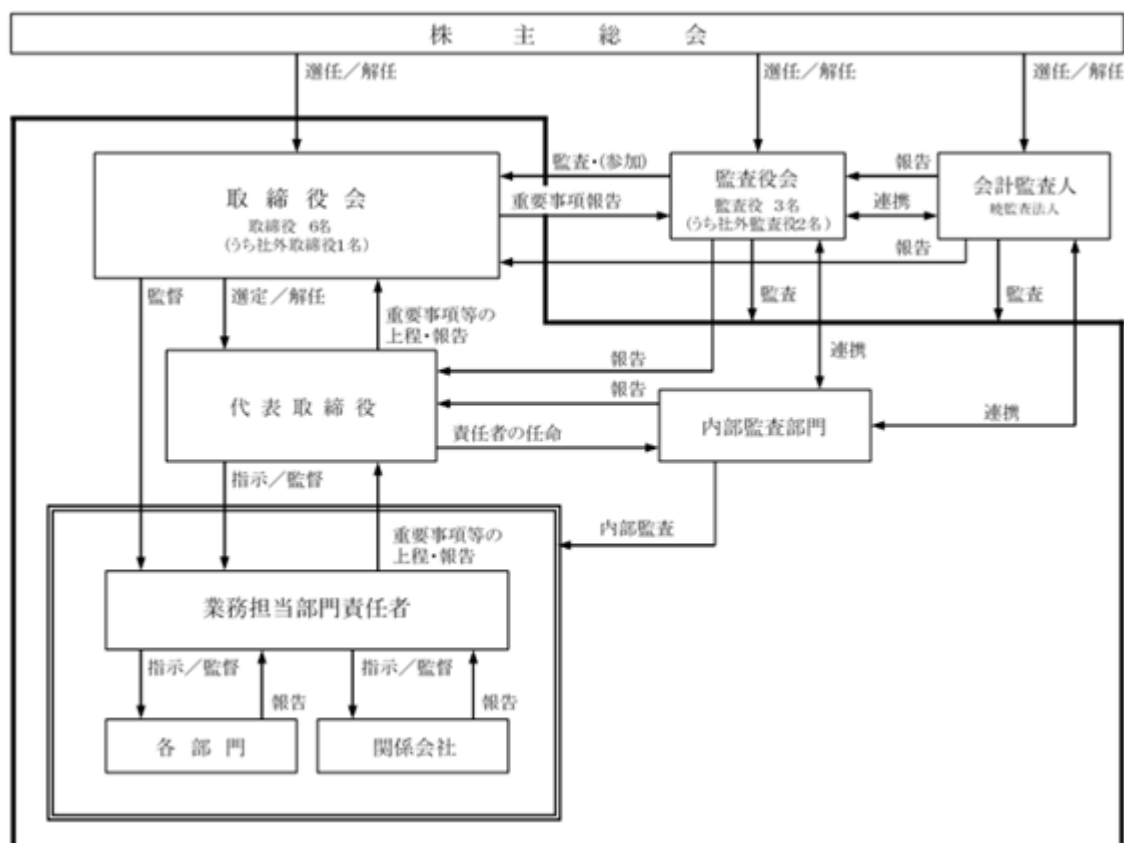 株主総会
選任／解任
選任／解任
選任／解任
取締役会
取締役 6名
(うち社外取締役1名)
監査・(参加)
重要事項報告
監査役会
監査役 3名
(うち社外監査役2名)
報告
連携
会計監査人
暁監査法人
報告
監督
選定／解任
重要事項等の
上程・報告
監査
監査
報告
連携
代表取締役
報告
責任者の任命
内部監査部門
連携
指示／監督
重要事項等の
上程・報告
内部監査
業務担当部門責任者
指示／監督
報告
指示／監督
報告
各部門
関係会社